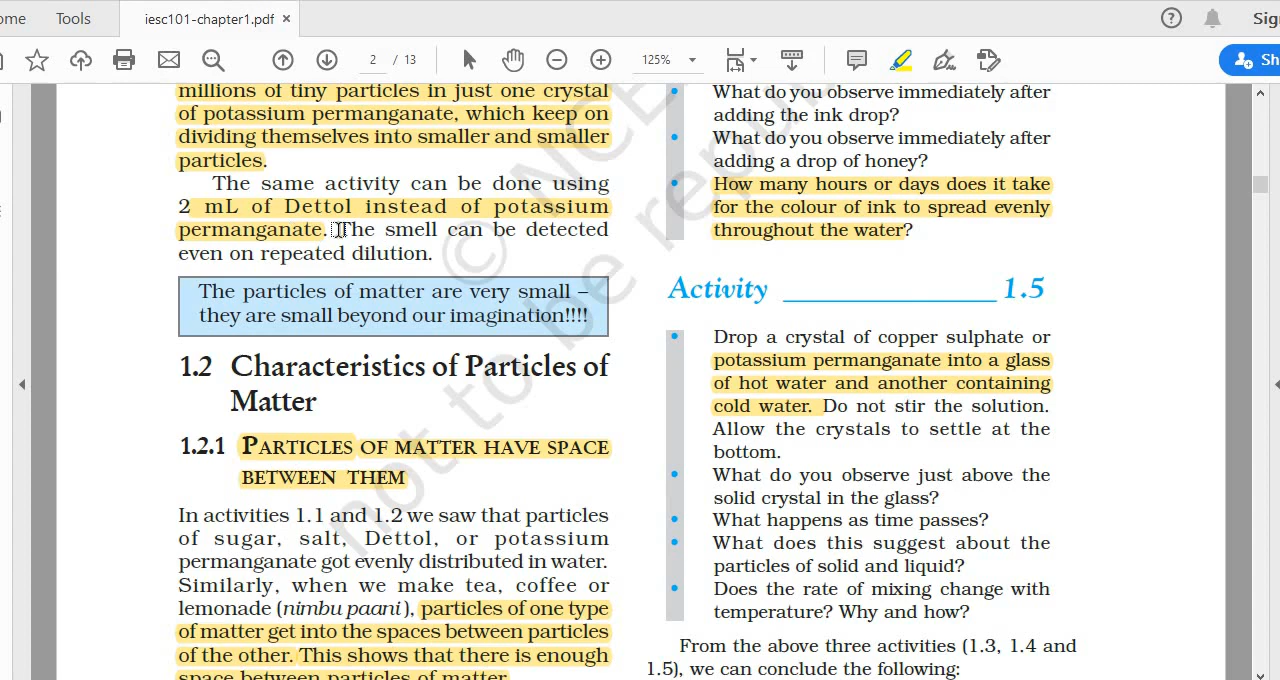 ome
Tools
iesc101-chapter1.pdf
Sign
2 / 13
125%
Sh
millions of tiny particles in just one crystal
of potassium permanganate, which keep on
dividing themselves into smaller and smaller
particles.
The same activity can be done using
2 mL of Dettol instead of potassium
permanganate. The smell can be detected
even on repeated dilution.
The particles of matter are very small –
they are small beyond our imagination!!!!
1.2 Characteristics of Particles of
Matter
1.2.1 PARTICLES OF MATTER HAVE SPACE
BETWEEN THEM
In activities 1.1 and 1.2 we saw that particles
of sugar, salt, Dettol, or potassium
permanganate got evenly distributed in water.
Similarly, when we make tea, coffee or
lemonade (nimbu paani), particles of one type
of matter get into the spaces between particles
of the other. This shows that there is enough
space between particles of matter.
What do you observe immediately after
adding the ink drop?
• What do you observe immediately after
adding a drop of honey?
• How many hours or days does it take
for the colour of ink to spread evenly
throughout the water?
Activity ______________ 1.5
• Drop a crystal of copper sulphate or
potassium permanganate into a glass
of hot water and another containing
cold water. Do not stir the solution.
Allow the crystals to settle at the
bottom.
• What do you observe just above the
solid crystal in the glass?
• What happens as time passes?
• What does this suggest about the
particles of solid and liquid?
• Does the rate of mixing change with
temperature? Why and how?
From the above three activities (1.3, 1.4 and
1.5), we can conclude the following:
© NCE
not to be repu